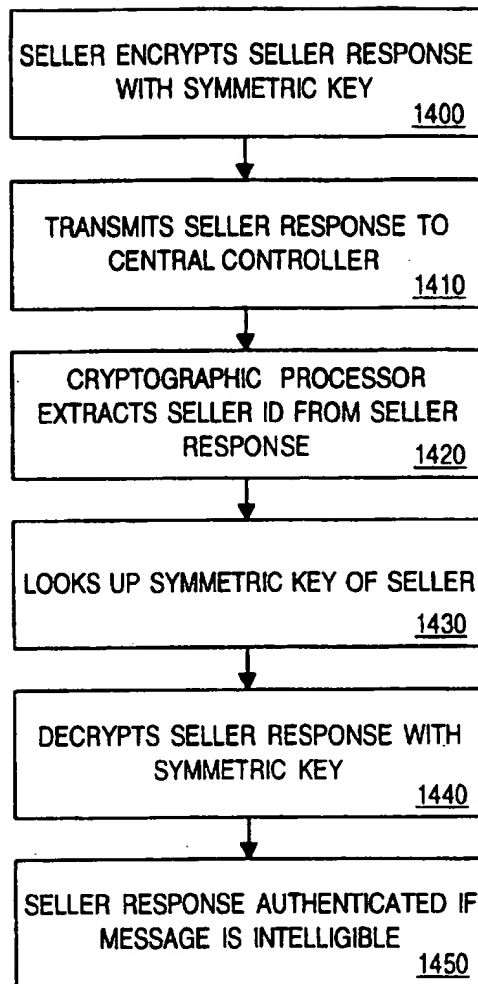 SELLER ENCRYPTS SELLER RESPONSE
WITH SYMMETRIC KEY
1400
TRANSMITS SELLER RESPONSE TO
CENTRAL CONTROLLER
1410
CRYPTOGRAPHIC PROCESSOR
EXTRACTS SELLER ID FROM SELLER
RESPONSE
1420
LOOKS UP SYMMETRIC KEY OF SELLER
1430
DECRYPTS SELLER RESPONSE WITH
SYMMETRIC KEY
1440
SELLER RESPONSE AUTHENTICATED IF
MESSAGE IS INTELLIGIBLE
1450